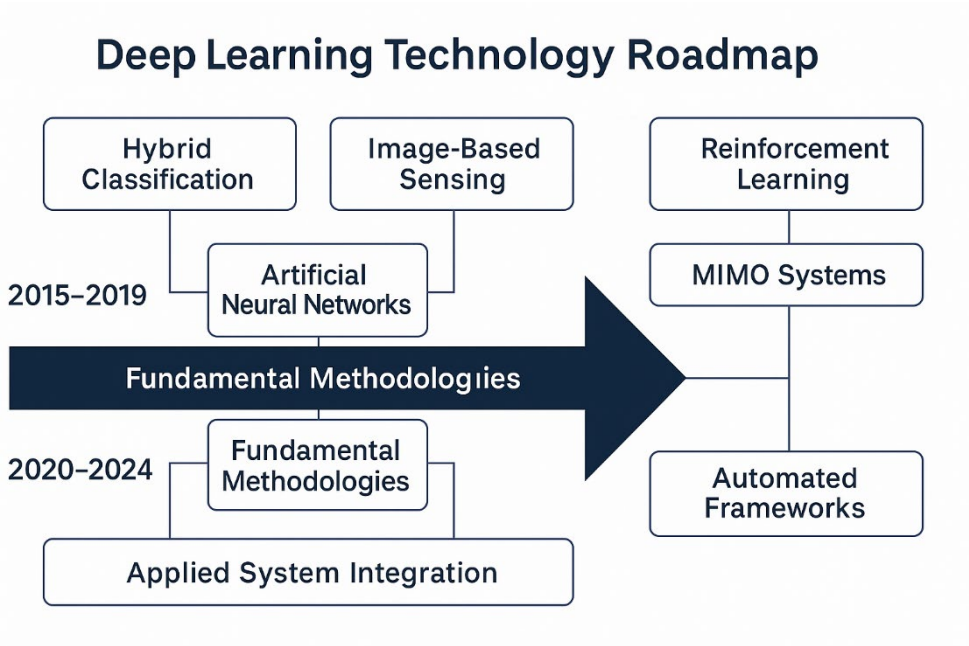 Deep Learning Technology Roadmap
Hybrid
Classification
Image-Based
Sensing
Reinforcement
Learning
Artificial
Neural Networks
MIMO Systems
2015–2019
Fundamental Methodologiies
2020–2024
Fundamental
Methodologies
Automated
Frameworks
Applied System Integration